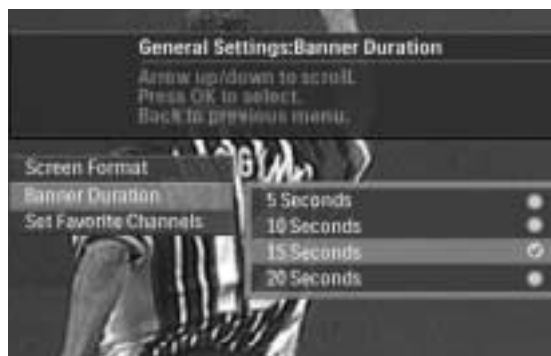 General Settings:Banner Duration
Arrow up/down to scroll.
Press OK to select.
Back to previous menu.
Screen Format
Banner Duration
Set Favorite Channels
5 Seconds
10 Seconds
15 Seconds
20 Seconds